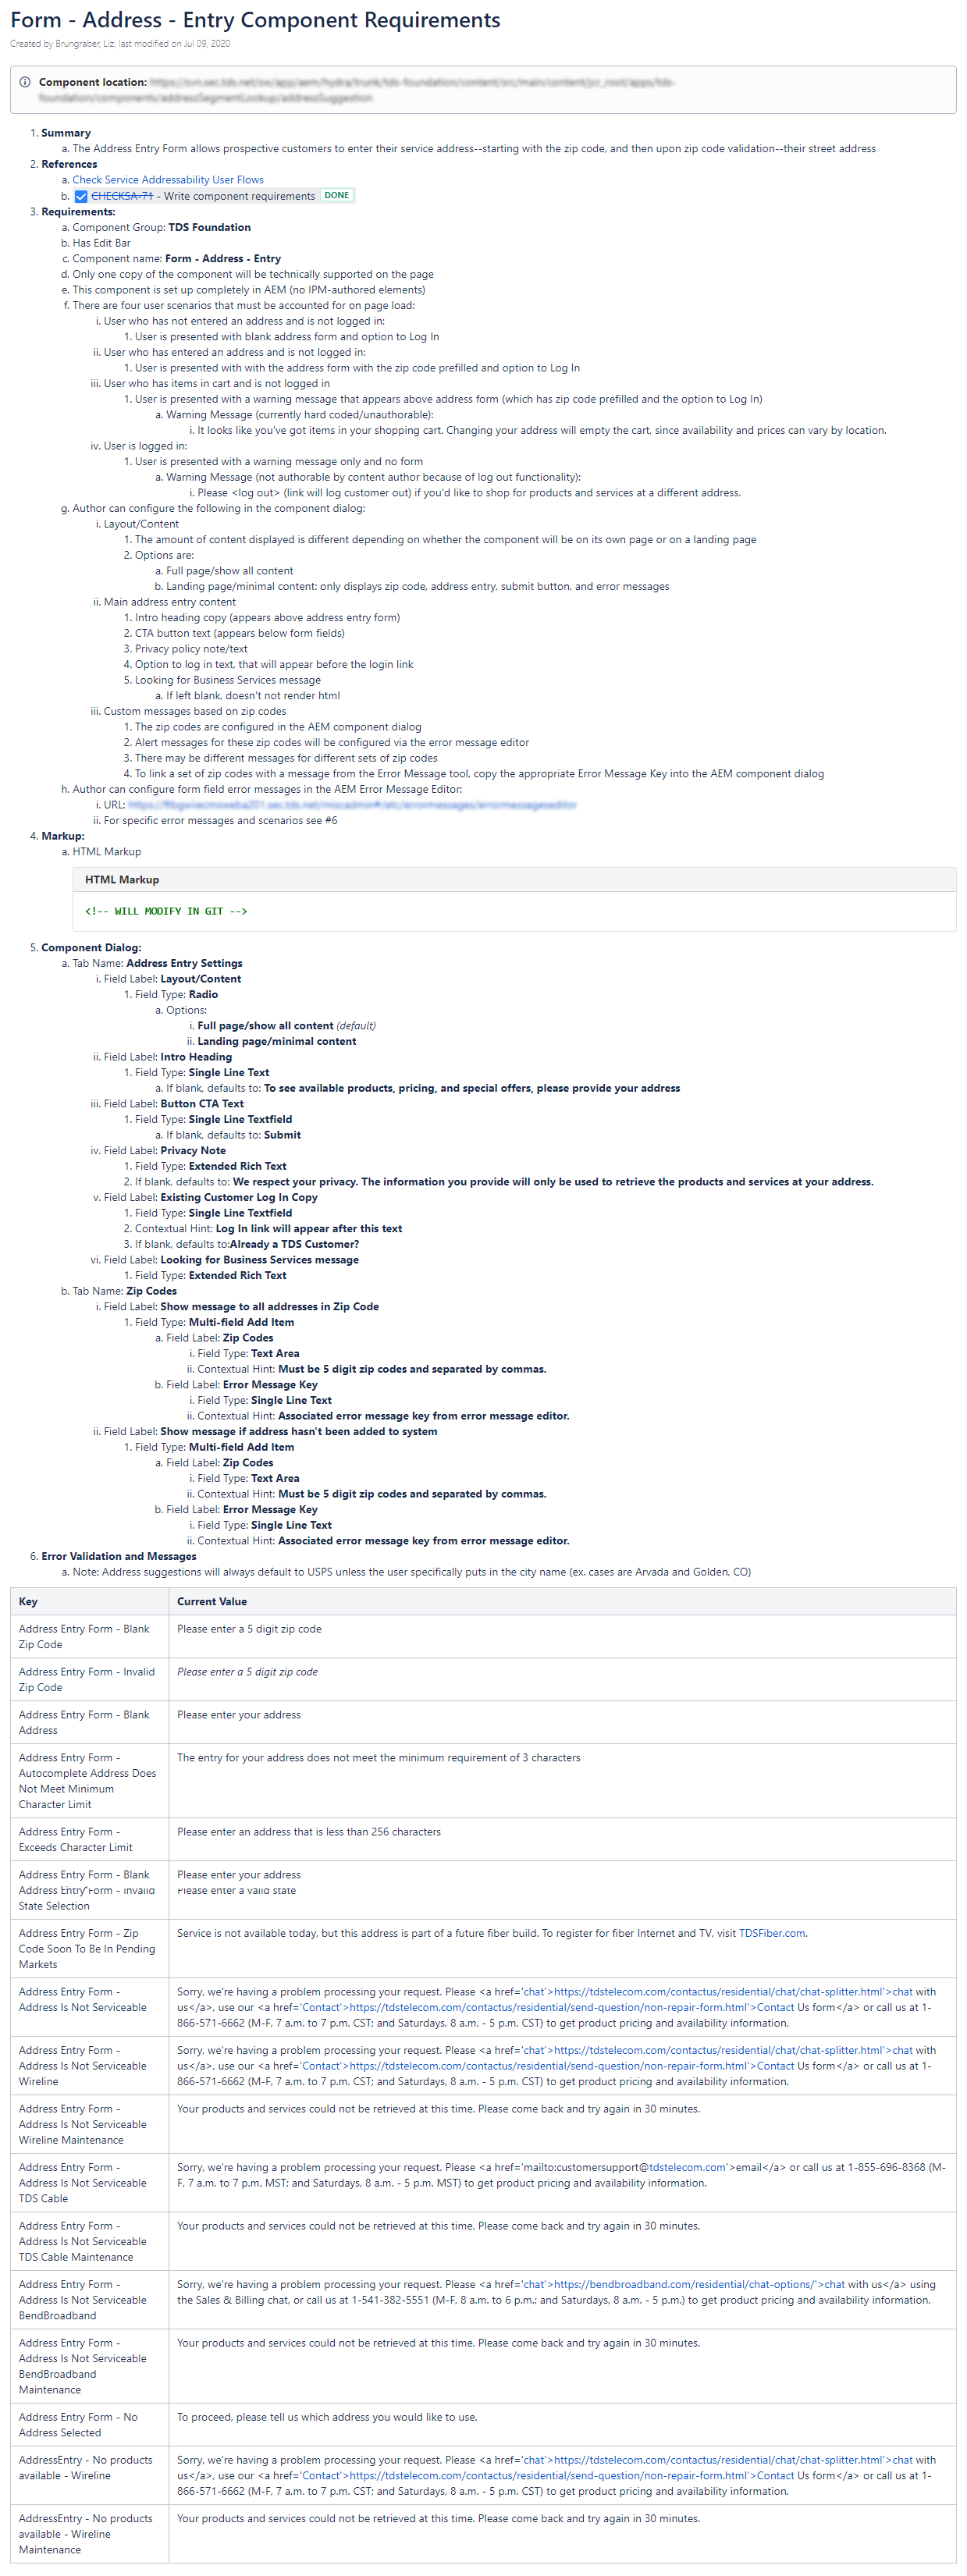 Form - Address - Entry Component Requirements
Created by Brungraber, Liz, last modified on Jul 09, 2020
Component location:
1. Summary
a. The Address Entry Form allows prospective customers to enter their service address--starting with the zip code, and then upon zip code validation--their street address
2. References
a. Check Service Addressability User Flows
b. CHECKSA-71 - Write component requirements DONE
3. Requirements:
a. Component Group: TDS Foundation
b. Has Edit Bar
c. Component name: Form - Address - Entry
d. Only one copy of the component will be technically supported on the page
e. This component is set up completely in AEM (no IPM-authored elements)
f. There are four user scenarios that must be accounted for on page load:
i. User who has not entered an address and is not logged in:
1. User is presented with blank address form and option to Log In
ii. User who has entered an address and is not logged in:
1. User is presented with with the address form with the zip code prefilled and option to Log In
iii. User who has items in cart and is not logged in
1. User is presented with a warning message that appears above address form (which has zip code prefilled and the option to Log In)
a. Warning Message (currently hard coded/unauthorable):
i. It looks like you've got items in your shopping cart. Changing your address will empty the cart, since availability and prices can vary by location.
iv. User is logged in:
1. User is presented with a warning message only and no form
a. Warning Message (not authorable by content author because of log out functionality):
i. Please <log out> (link will log customer out) if you'd like to shop for products and services at a different address.
g. Author can configure the following in the component dialog:
i. Layout/Content
1. The amount of content displayed is different depending on whether the component will be on its own page or on a landing page
2. Options are:
a. Full page/show all content
b. Landing page/minimal content: only displays zip code, address entry, submit button, and error messages
ii. Main address entry content
1. Intro heading copy (appears above address entry form)
2. CTA button text (appears below form fields)
3. Privacy policy note/text
4. Option to log in text, that will appear before the login link
5. Looking for Business Services message
a. If left blank, doesn't not render html
iii. Custom messages based on zip codes
1. The zip codes are configured in the AEM component dialog
2. Alert messages for these zip codes will be configured via the error message editor
3. There may be different messages for different sets of zip codes
4. To link a set of zip codes with a message from the Error Message tool, copy the appropriate Error Message Key into the AEM component dialog
h. Author can configure form field error messages in the AEM Error Message Editor:
i. URL:
ii. For specific error messages and scenarios see #6
4. Markup:
a. HTML Markup
HTML Markup
<!-- WILL MODIFY IN GIT -->
5. Component Dialog:
a. Tab Name: Address Entry Settings
i. Field Label: Layout/Content
1. Field Type: Radio
a. Options:
i. Full page/show all content (default)
ii. Landing page/minimal content
ii. Field Label: Intro Heading
1. Field Type: Single Line Text
a. If blank, defaults to: To see available products, pricing, and special offers, please provide your address
iii. Field Label: Button CTA Text
1. Field Type: Single Line Textfield
a. If blank, defaults to: Submit
iv. Field Label: Privacy Note
1. Field Type: Extended Rich Text
2. If blank, defaults to: We respect your privacy. The information you provide will only be used to retrieve the products and services at your address.
v. Field Label: Existing Customer Log In Copy
1. Field Type: Single Line Textfield
2. Contextual Hint: Log In link will appear after this text
3. If blank, defaults to:Already a TDS Customer?
vi. Field Label: Looking for Business Services message
1. Field Type: Extended Rich Text
b. Tab Name: Zip Codes
i. Field Label: Show message to all addresses in Zip Code
1. Field Type: Multi-field Add Item
a. Field Label: Zip Codes
i. Field Type: Text Area
ii. Contextual Hint: Must be 5 digit zip codes and separated by commas.
b. Field Label: Error Message Key
i. Field Type: Single Line Text
ii. Contextual Hint: Associated error message key from error message editor.
ii. Field Label: Show message if address hasn't been added to system
1. Field Type: Multi-field Add Item
a. Field Label: Zip Codes
i. Field Type: Text Area
ii. Contextual Hint: Must be 5 digit zip codes and separated by commas.
b. Field Label: Error Message Key
i. Field Type: Single Line Text
ii. Contextual Hint: Associated error message key from error message editor.
6. Error Validation and Messages
a. Note: Address suggestions will always default to USPS unless the user specifically puts in the city name (ex. cases are Arvada and Golden, CO)
Key Current Value
Address Entry Form - Blank
Zip Code
Please enter a 5 digit zip code
Address Entry Form - Invalid
Zip Code
Please enter a 5 digit zip code
Address Entry Form - Blank
Address
Please enter your address
Address Entry Form -
Autocomplete Address Does
Not Meet Minimum
Character Limit
The entry for your address does not meet the minimum requirement of 3 characters
Address Entry Form -
Exceeds Character Limit
Please enter an address that is less than 256 characters
Address Entry Form - Blank
Address Entry Form - Invalid
State Selection
Please enter your address
Please enter a valid state
Address Entry Form - Zip
Code Soon To Be In Pending
Markets
Service is not available today, but this address is part of a future fiber build. To register for fiber Internet and TV, visit TDSFiber.com.
Address Entry Form -
Address Is Not Serviceable
Sorry, we're having a problem processing your request. Please <a href='chat'>https://tdstelecom.com/contactus/residential/chat/chat-splitter.html'>chat with
us</a>, use our <a href='Contact'>https://tdstelecom.com/contactus/residential/send-question/non-repair-form.html'>Contact Us form</a> or call us at 1-
866-571-6662 (M-F, 7 a.m. to 7 p.m. CST; and Saturdays, 8 a.m. - 5 p.m. CST) to get product pricing and availability information.
Address Entry Form -
Address Is Not Serviceable
Wireline
Sorry, we're having a problem processing your request. Please <a href='chat'>https://tdstelecom.com/contactus/residential/chat/chat-splitter.html'>chat with
us</a>, use our <a href='Contact'>https://tdstelecom.com/contactus/residential/send-question/non-repair-form.html'>Contact Us form</a> or call us at 1-
866-571-6662 (M-F, 7 a.m. to 7 p.m. CST; and Saturdays, 8 a.m. - 5 p.m. CST) to get product pricing and availability information.
Address Entry Form -
Address Is Not Serviceable
Wireline Maintenance
Your products and services could not be retrieved at this time. Please come back and try again in 30 minutes.
Address Entry Form -
Address Is Not Serviceable
TDS Cable
Sorry, we're having a problem processing your request. Please <a href='mailto:customersupport@tdstelecom.com'>email</a> or call us at 1-855-696-8368 (M-
F, 7 a.m. to 7 p.m. MST; and Saturdays, 8 a.m. - 5 p.m. MST) to get product pricing and availability information.
Address Entry Form -
Address Is Not Serviceable
TDS Cable Maintenance
Your products and services could not be retrieved at this time. Please come back and try again in 30 minutes.
Address Entry Form -
Address Is Not Serviceable
BendBroadband
Sorry, we're having a problem processing your request. Please <a href='chat'>https://bendbroadband.com/residential/chat-options/'>chat with us</a> using
the Sales & Billing chat, or call us at 1-541-382-5551 (M-F, 8 a.m. to 6 p.m.; and Saturdays, 8 a.m. - 5 p.m.) to get product pricing and availability information.
Address Entry Form -
Address Is Not Serviceable
BendBroadband
Maintenance
Your products and services could not be retrieved at this time. Please come back and try again in 30 minutes.
Address Entry Form - No
Address Selected
To proceed, please tell us which address you would like to use.
AddressEntry - No products
available - Wireline
Sorry, we're having a problem processing your request. Please <a href='chat'>https://tdstelecom.com/contactus/residential/chat/chat-splitter.html'>chat with
us</a>, use our <a href='Contact'>https://tdstelecom.com/contactus/residential/send-question/non-repair-form.html'>Contact Us form</a> or call us at 1-
866-571-6662 (M-F, 7 a.m. to 7 p.m. CST; and Saturdays, 8 a.m. - 5 p.m. CST) to get product pricing and availability information.
AddressEntry - No products
available - Wireline
Maintenance
Your products and services could not be retrieved at this time. Please come back and try again in 30 minutes.